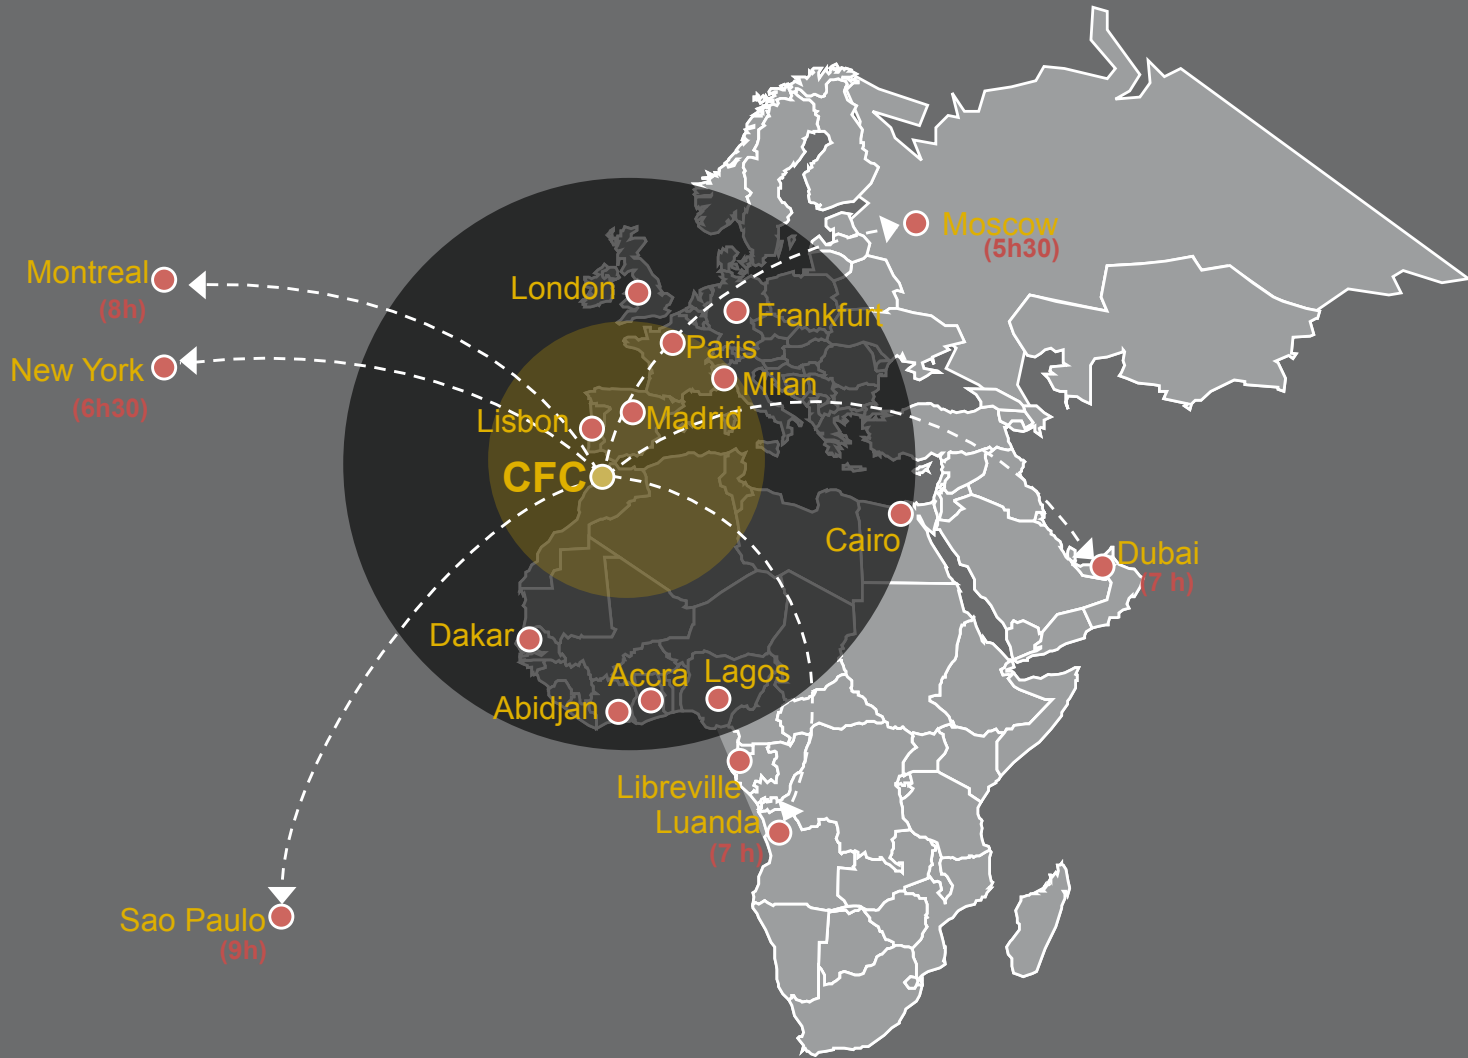 Moscow
(5h30)
Montreal
(8h)
London
Frankfurt
Paris
New York
(6h30)
Milan
Lisbon
Madrid
CFC
Cairo
Dubai
(7 h)
Dakar
Accra
Lagos
Abidjan
Libreville
Luanda
(7 h)
Sao Paulo
(9h)